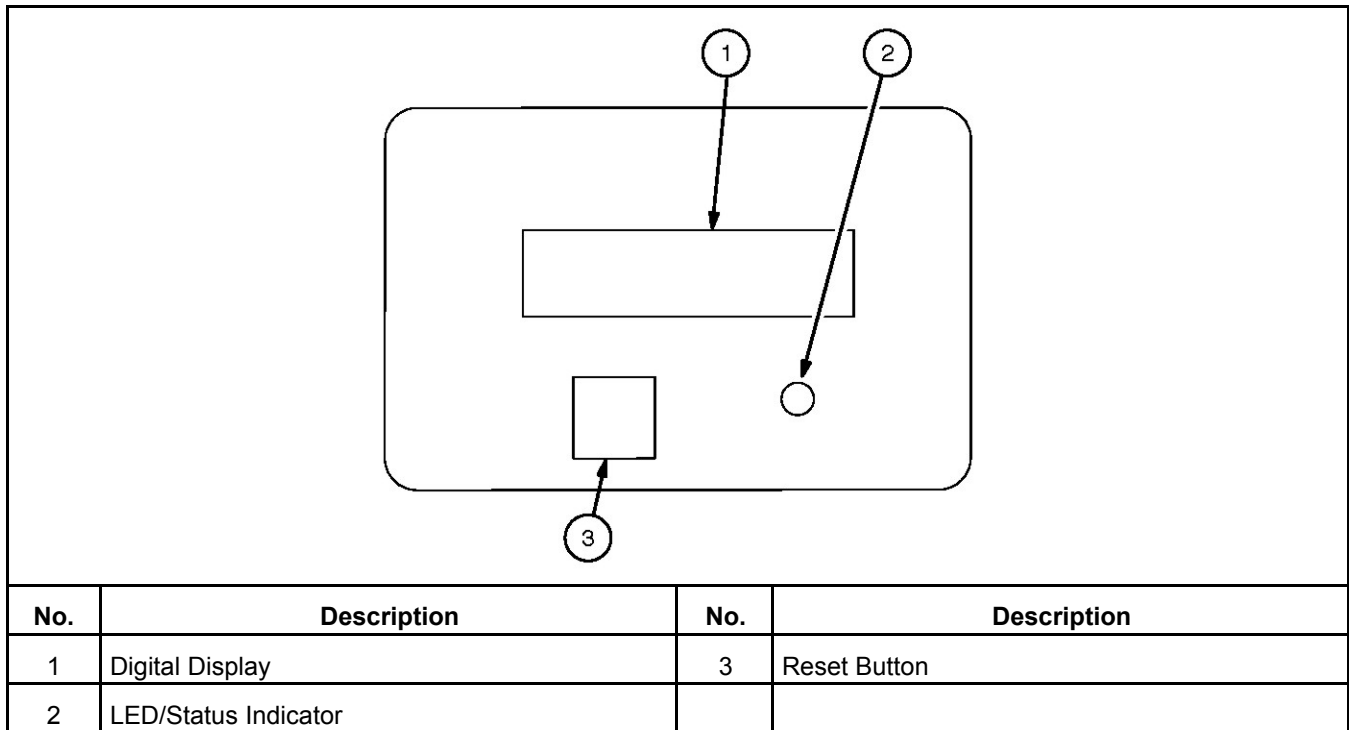 1 2
3
No. Description No. Description
1 Digital Display 3 Reset Button
2 LED/Status Indicator